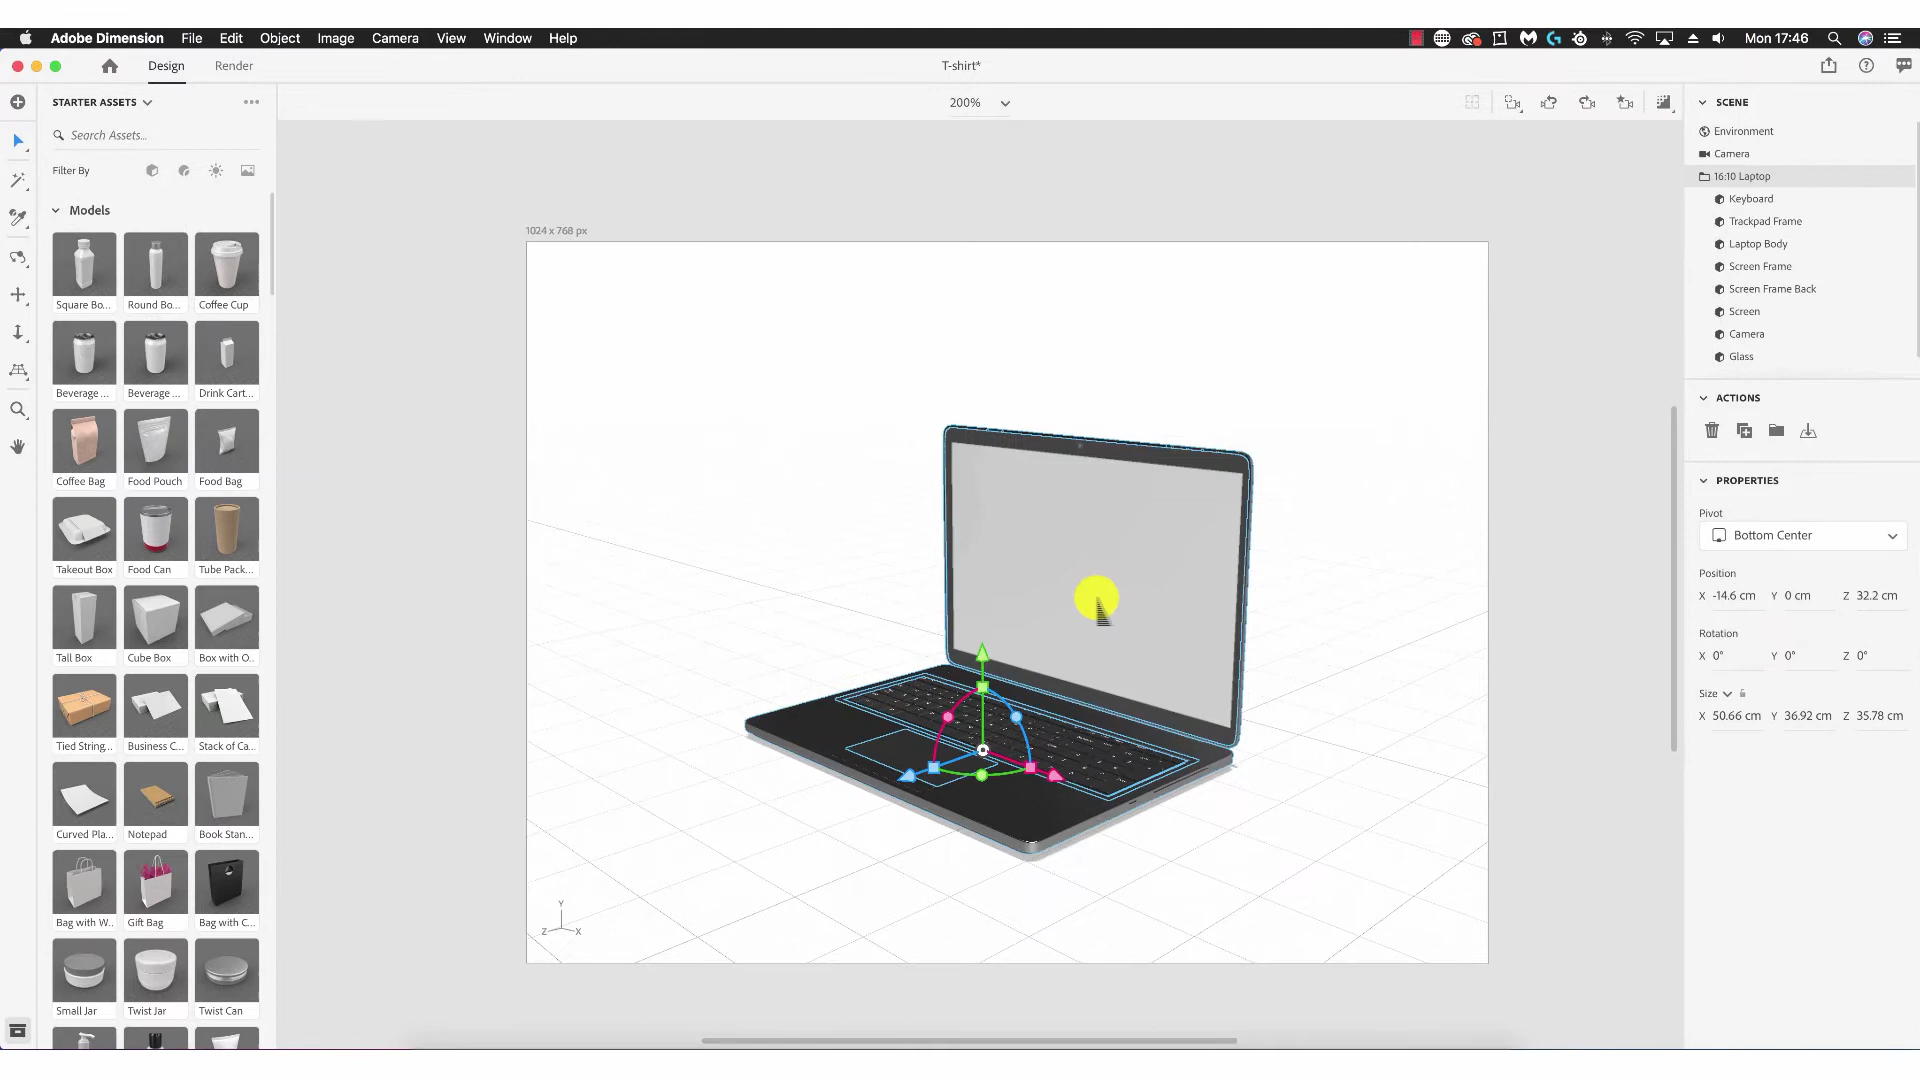 Adobe Dimension File Edit Object Image Camera View Window Help Mon 17:46
Design Render T-shirt*
STARTER ASSETS
200%
Search Assets...
Filter By
Models
Square Bo... Round Bo... Coffee Cup
Beverage ... Beverage ... Drink Cart...
Coffee Bag Food Pouch Food Bag
Takeout Box Food Can Tube Pack...
Tall Box Cube Box Box with O...
Tied String... Business C... Stack of Ca...
Curved Pla... Notepad Book Stan...
Bag with W... Gift Bag Bag with C...
Small Jar Twist Jar Twist Can
1024 x 768 px
Y
Z X
SCENE
Environment
Camera
16:10 Laptop
Keyboard
Trackpad Frame
Laptop Body
Screen Frame
Screen Frame Back
Screen
Camera
Glass
ACTIONS
PROPERTIES
Pivot
Bottom Center
Position
X -14.6 cm Y 0 cm Z 32.2 cm
Rotation
X 0° Y 0° Z 0°
Size
X 50.66 cm Y 36.92 cm Z 35.78 cm